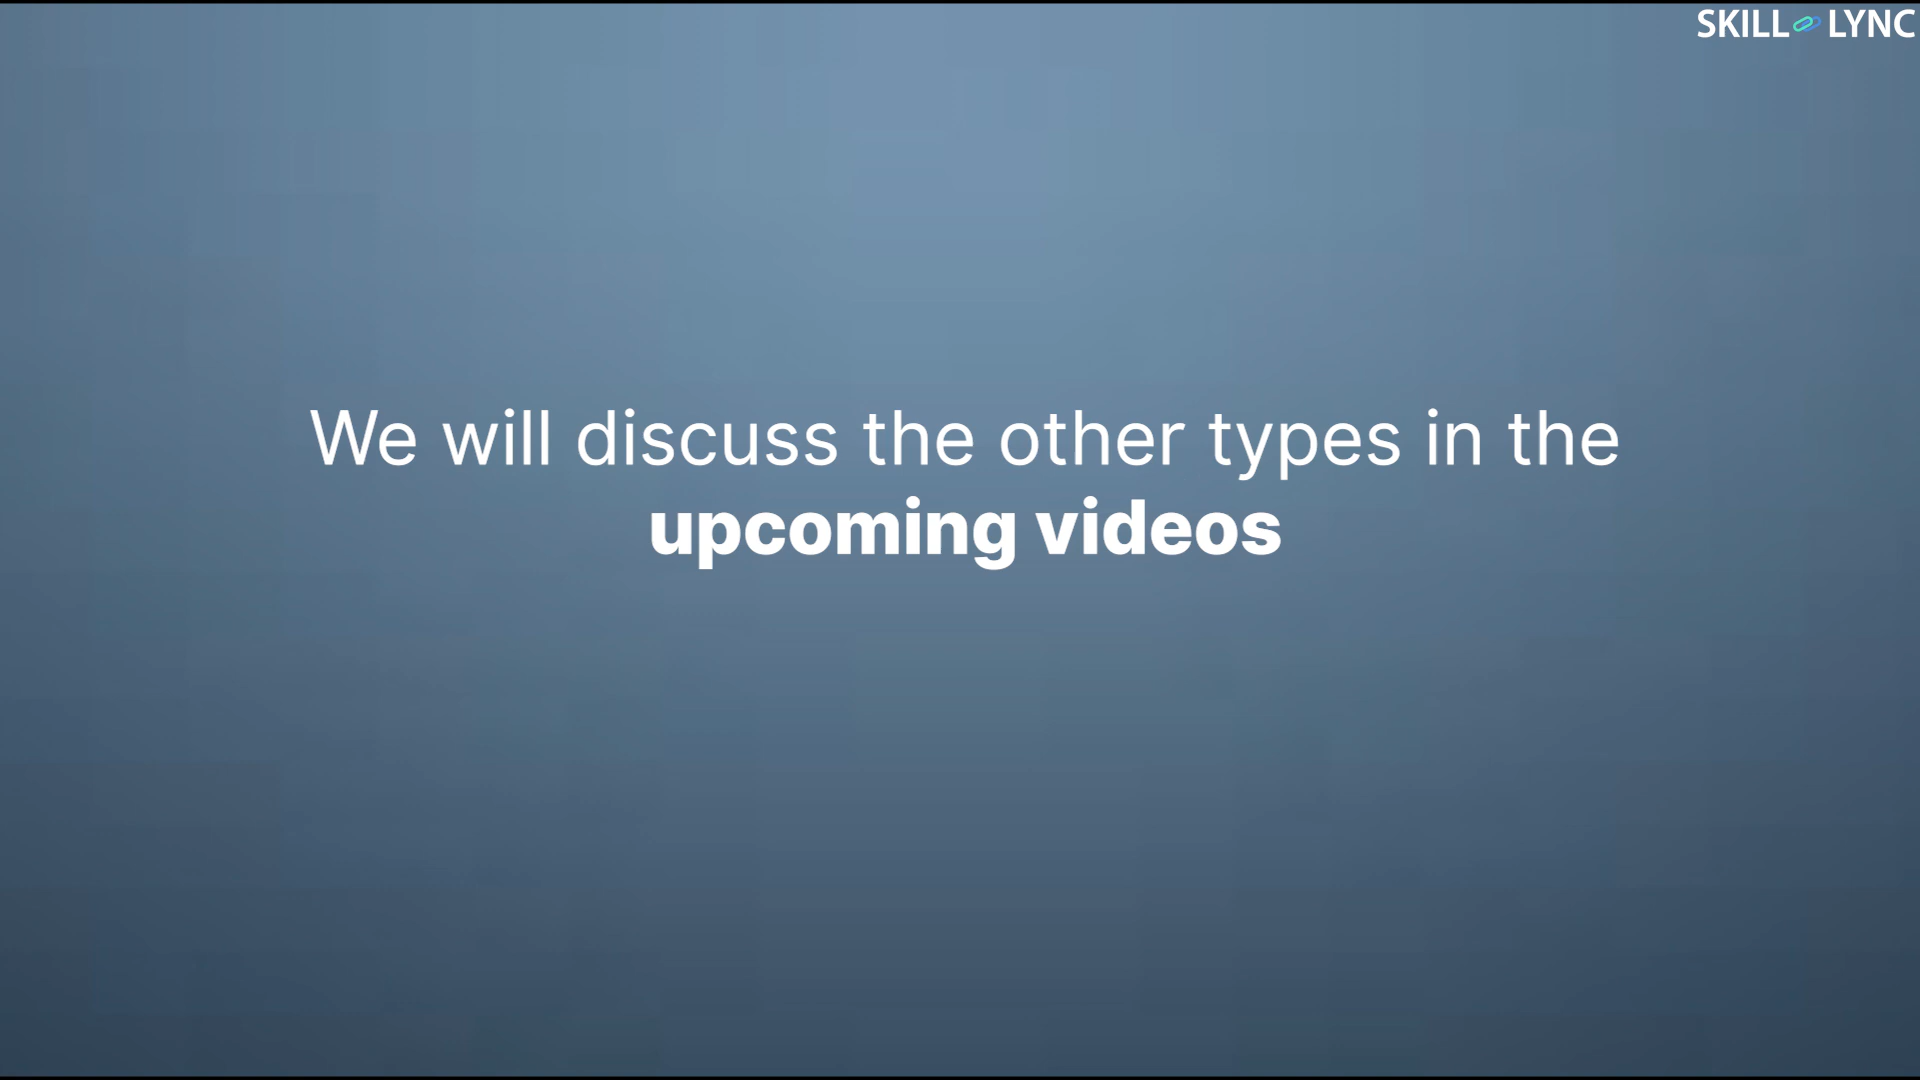 SKILL LYNC
We will discuss the other types in the
upcoming videos